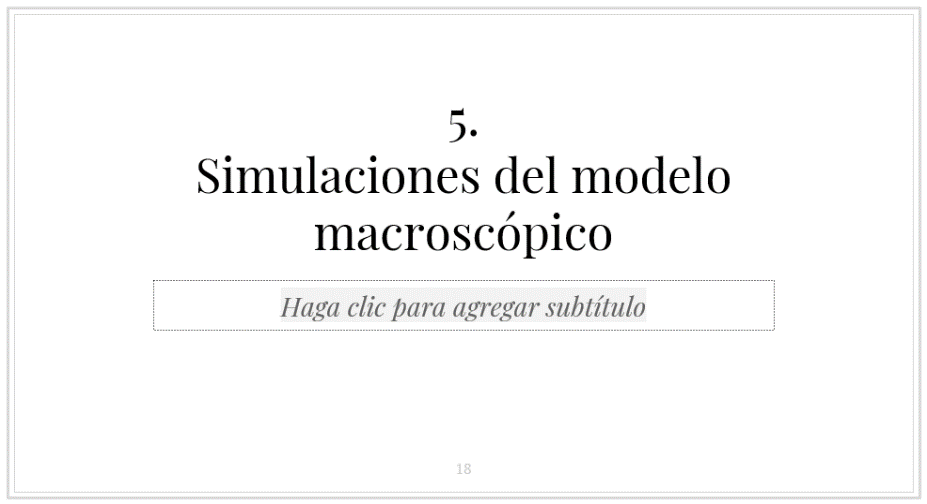 5.
Simulaciones del modelo
macroscópico
Haga clic para agregar subtítulo
18